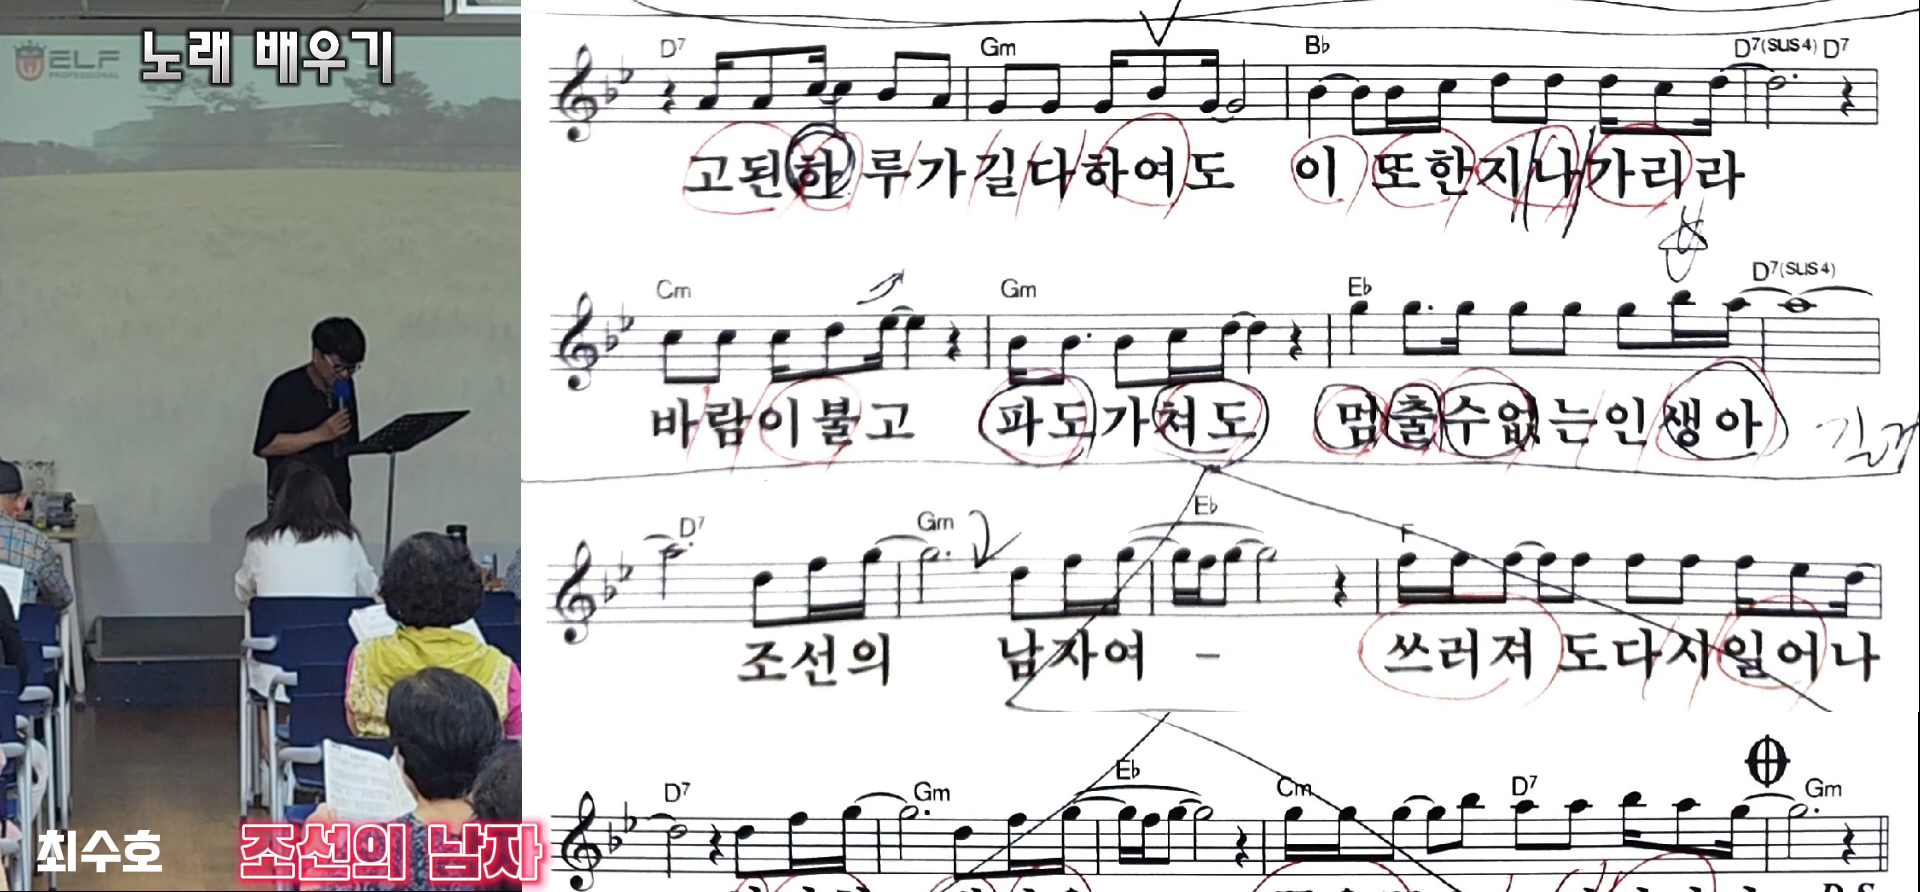 ELF
PROFESSIONAL
노래 배우기
D7 Gm B♭ D7(sus4) D7
고된하루가길다하여도 이 또한지나가리라
Cm Gm E♭ D7(sus4)
바람이불고 파도가쳐도 멈출수없는인생아
D7 Gm E♭ F
조선의 남자여 – 쓰러져도다시일어나
D7 Gm E♭ Cm D7 Gm
D.S
최수호 조선의 남자